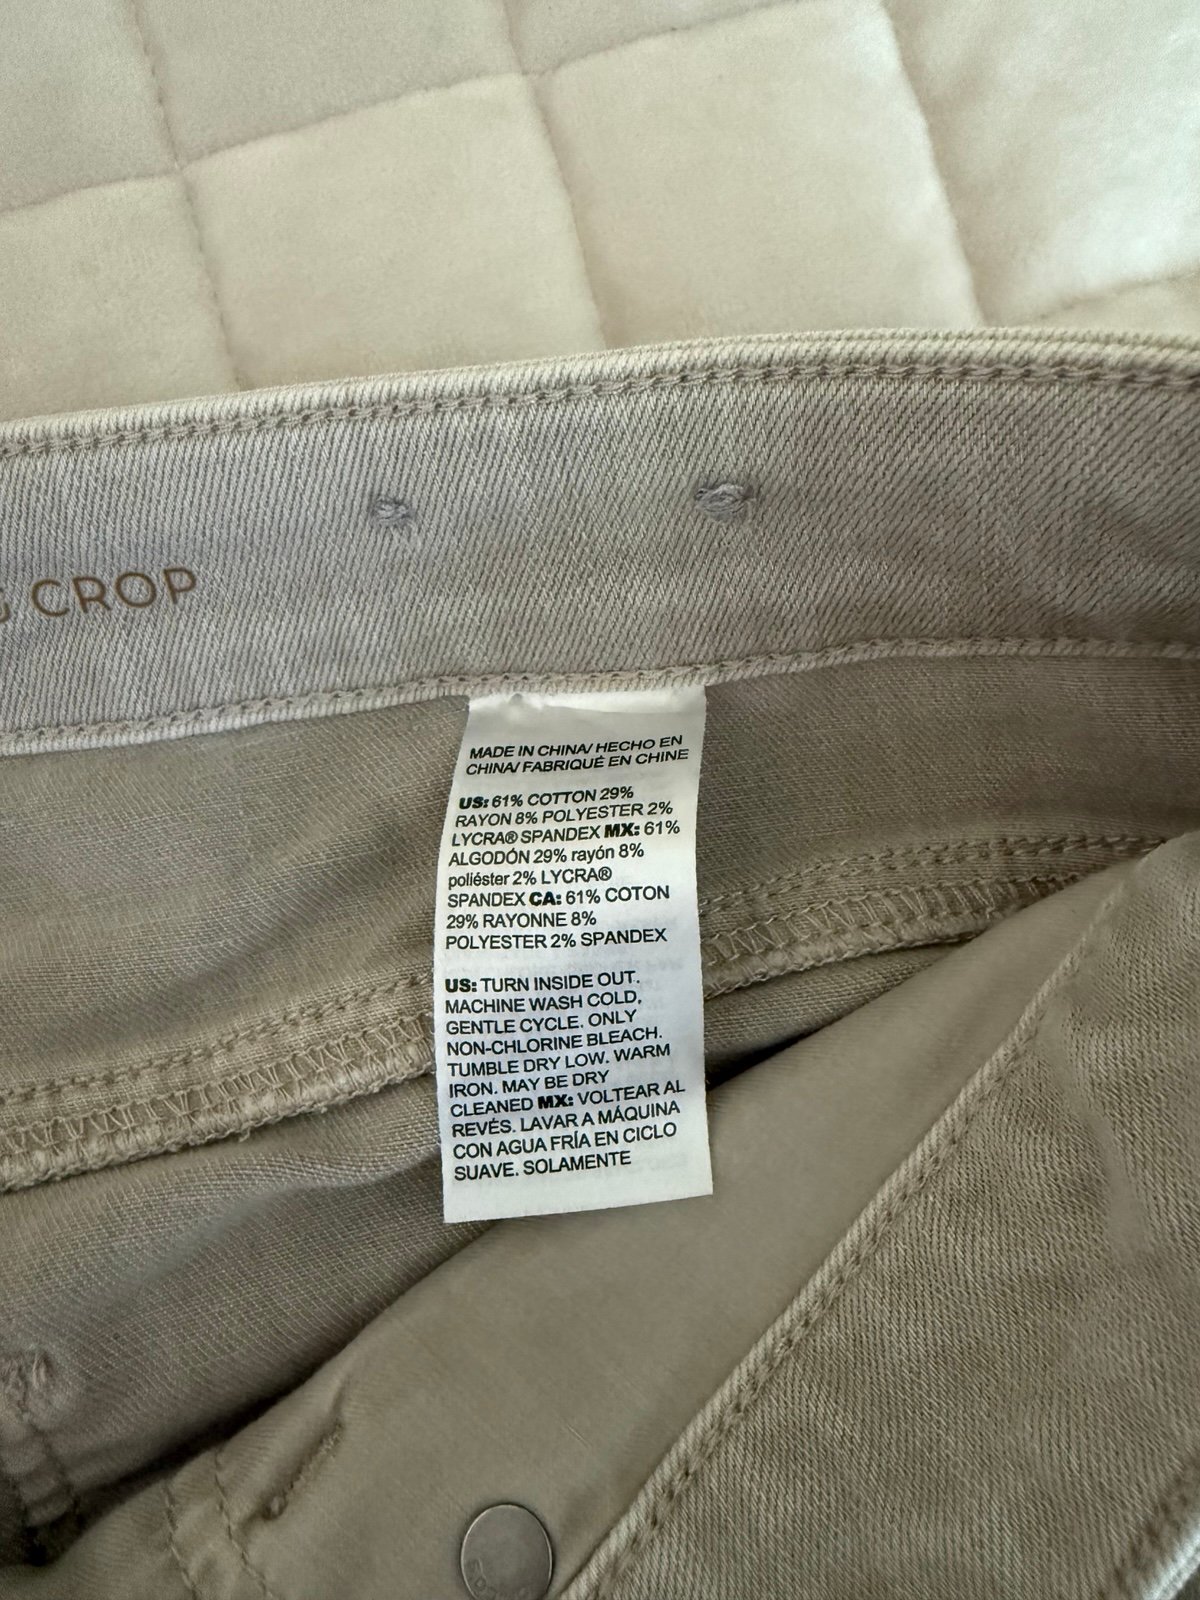 CROP
MADE IN CHINA/ HECHO EN
CHINA/ FABRIQUÉ EN CHINE
US: 61% COTTON 29%
RAYON 8% POLYESTER 2%
LYCRA® SPANDEX MX: 61%
ALGODÓN 29% rayón 8%
poliéster 2% LYCRA®
SPANDEX CA: 61% COTON
29% RAYONNE 8%
POLYESTER 2% SPANDEX
US: TURN INSIDE OUT.
MACHINE WASH COLD,
GENTLE CYCLE. ONLY
NON-CHLORINE BLEACH.
TUMBLE DRY LOW. WARM
IRON. MAY BE DRY
CLEANED MX: VOLTEAR AL
REVÉS. LAVAR A MÁQUINA
CON AGUA FRÍA EN CICLO
SUAVE. SOLAMENTE